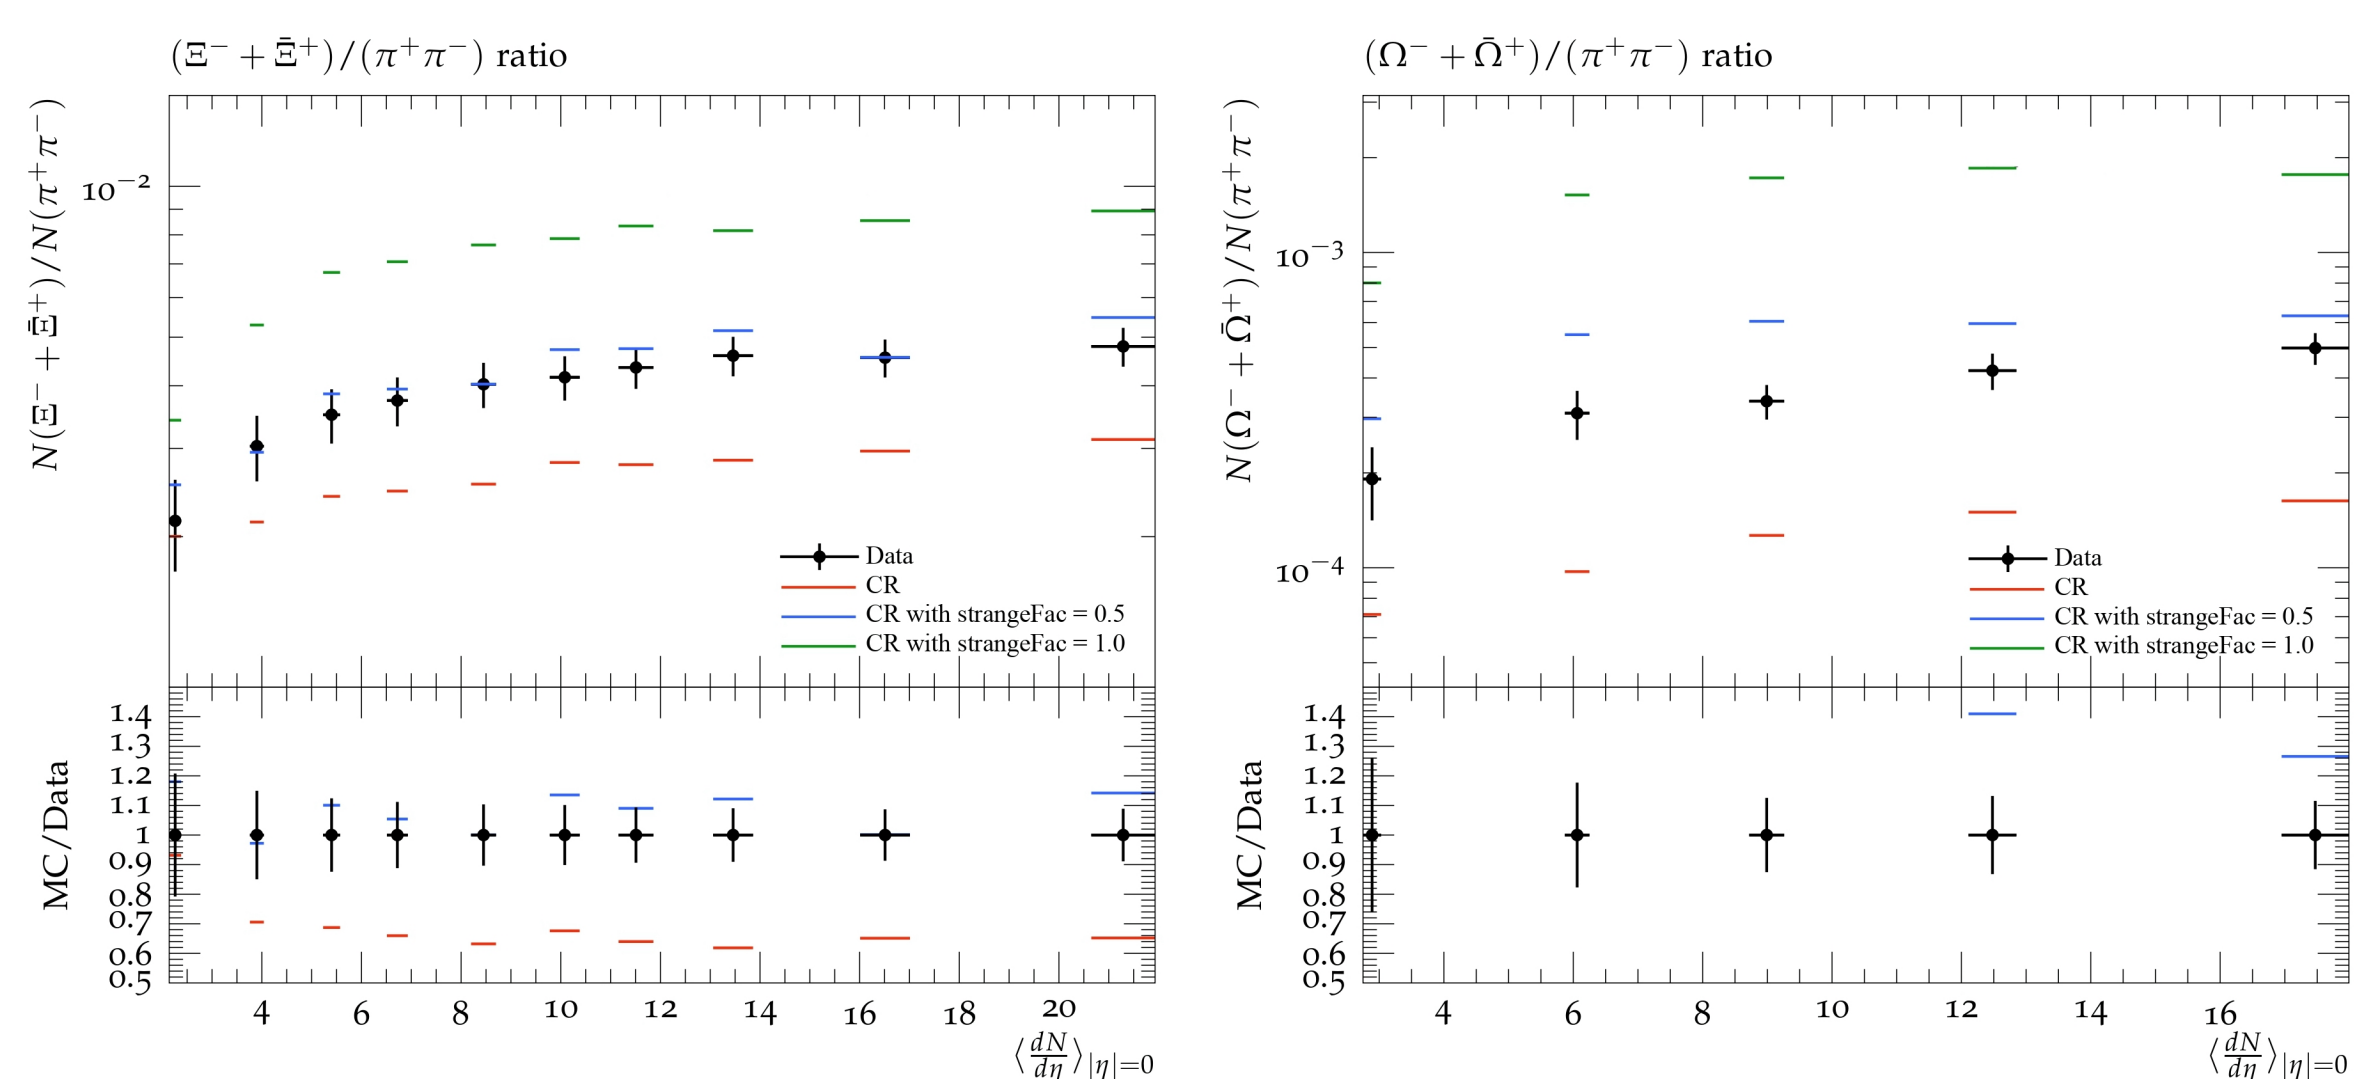 (Ξ⁻ + Ξ̄⁺)/(π⁺π⁻) ratio
N(Ξ⁻ + Ξ̄⁺)/N(π⁺π⁻)
10⁻²
Data
CR
CR with strangeFac = 0.5
CR with strangeFac = 1.0
MC/Data
1.4
1.3
1.2
1.1
1
0.9
0.8
0.7
0.6
0.5
4 6 8 10 12 14 16 18 20
⟨dN/dη⟩|η|=0
(Ω⁻ + Ω̄⁺)/(π⁺π⁻) ratio
N(Ω⁻ + Ω̄⁺)/N(π⁺π⁻)
10⁻³
10⁻⁴
Data
CR
CR with strangeFac = 0.5
CR with strangeFac = 1.0
MC/Data
1.4
1.3
1.2
1.1
1
0.9
0.8
0.7
0.6
0.5
4 6 8 10 12 14 16
⟨dN/dη⟩|η|=0